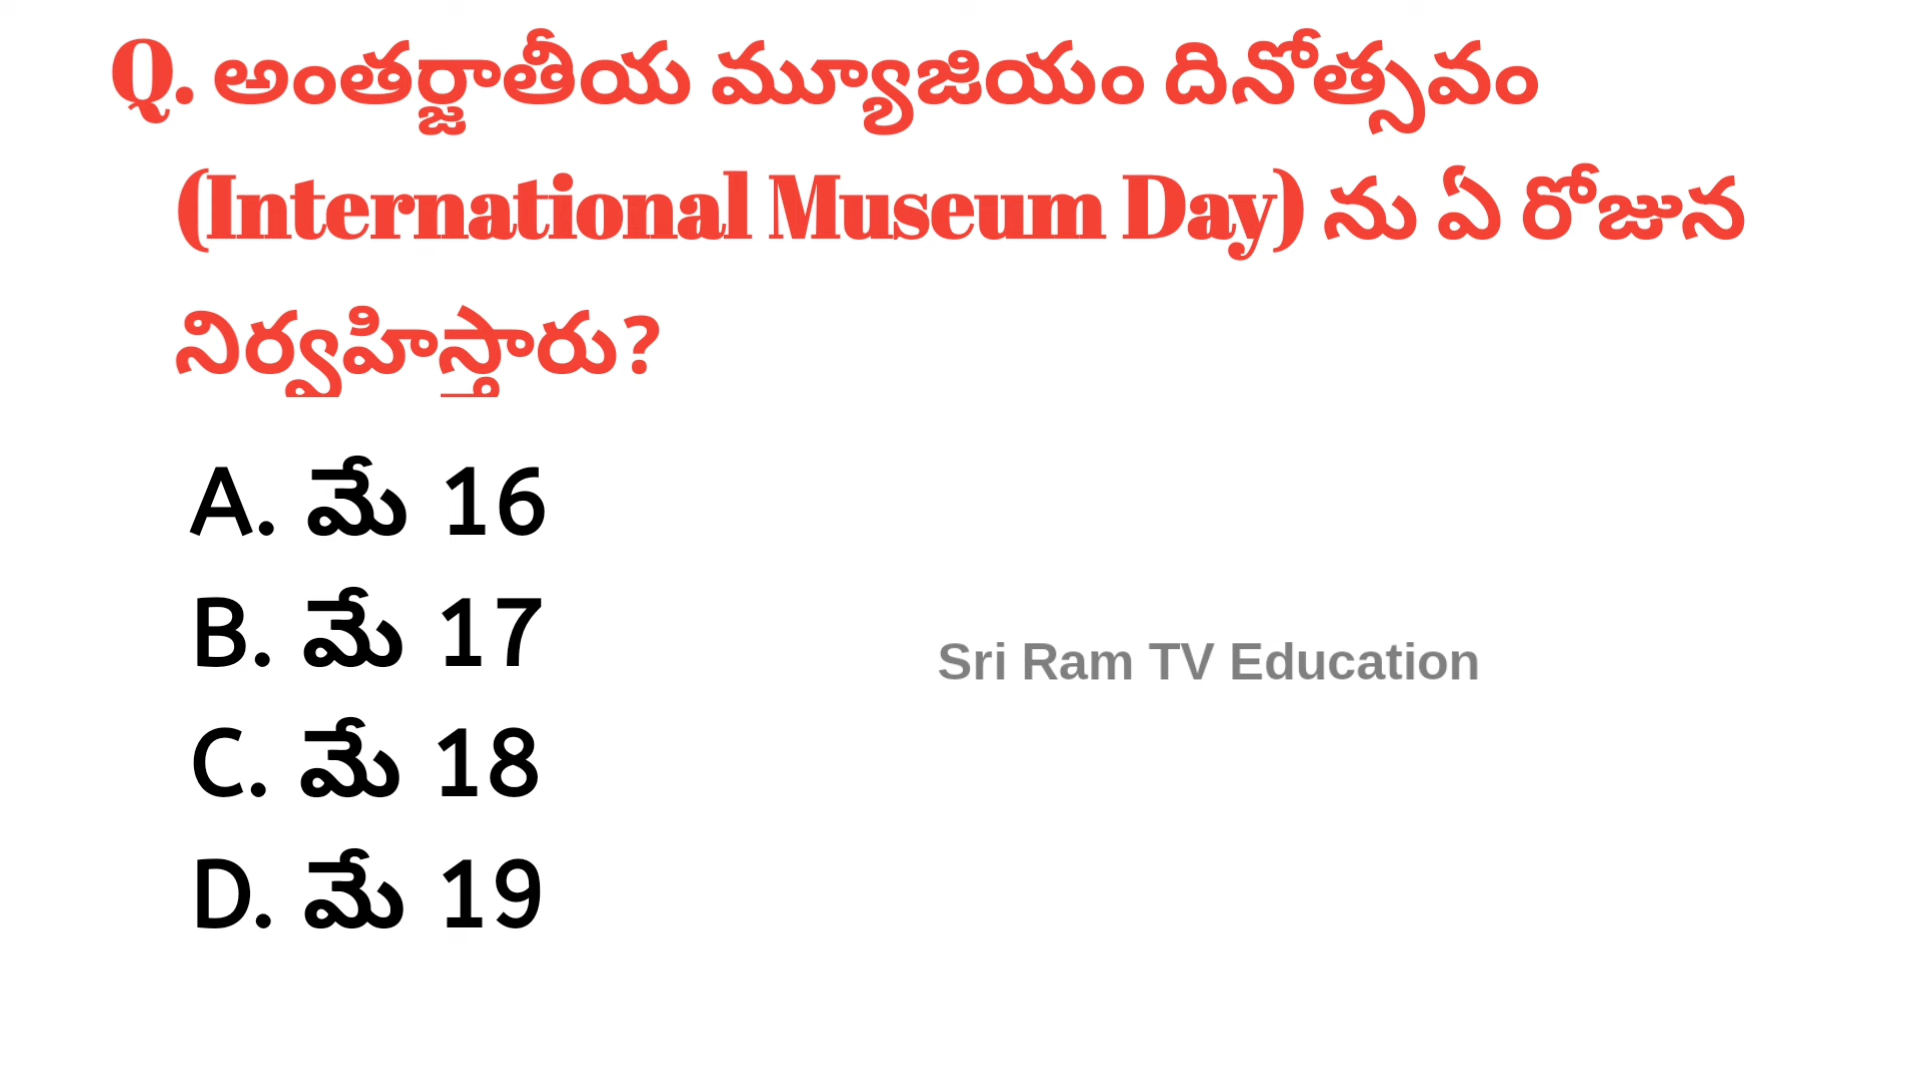 Q. అంతర్జాతీయ మ్యూజియం దినోత్సవం
(International Museum Day) ను ఏ రోజున
నిర్వహిస్తారు?
A. మే 16
B. మే 17
Sri Ram TV Education
C. మే 18
D. మే 19